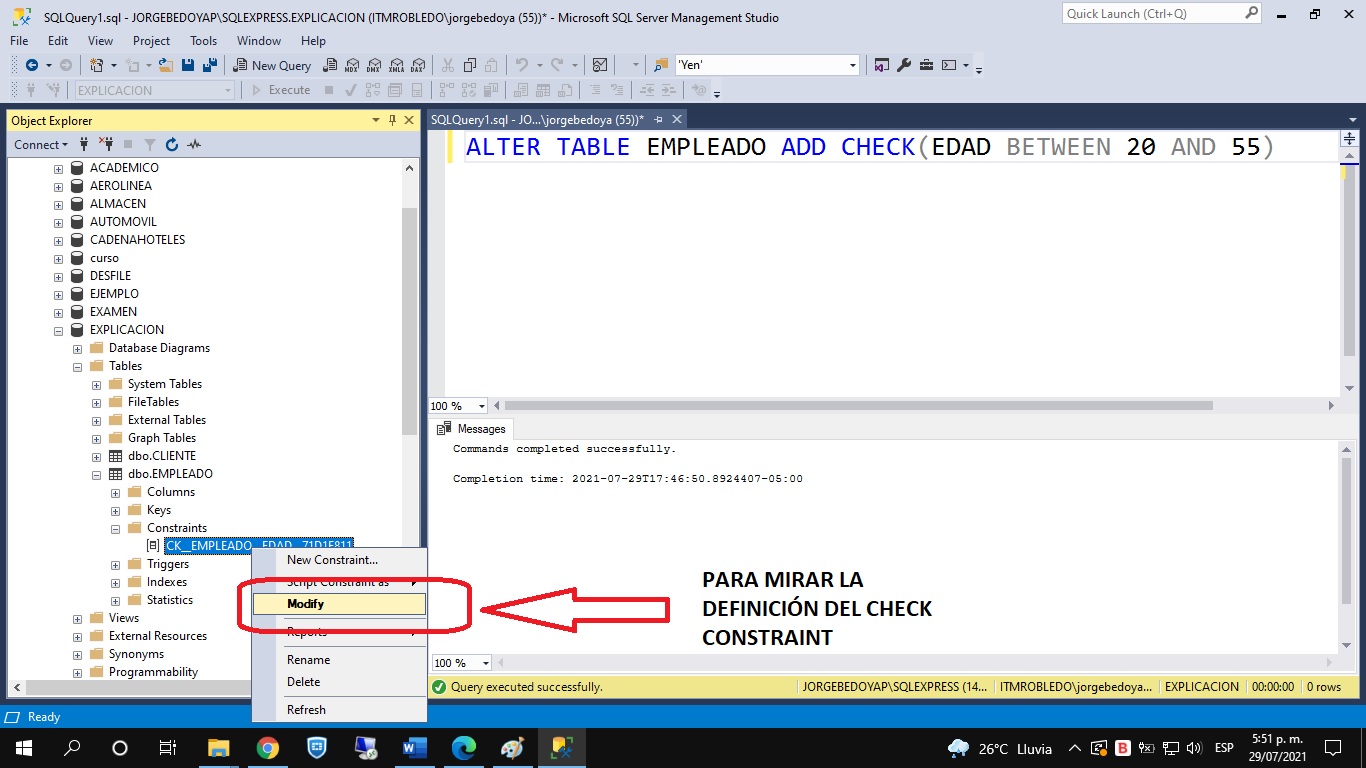 SQLQuery1.sql - JORGEBEDOYAP\SQLEXPRESS.EXPLICACION (ITMROBLEDO\jorgebedoya (55))* - Microsoft SQL Server Management Studio
Quick Launch (Ctrl+Q)
File Edit View Project Tools Window Help
New Query MDX DMX XMLA DAX 'Yen'
EXPLICACION Execute
Object Explorer
SQLQuery1.sql - JO...\jorgebedoya (55))*
Connect
ALTER TABLE EMPLEADO ADD CHECK(EDAD BETWEEN 20 AND 55)
ACADEMICO
AEROLINEA
ALMACEN
AUTOMOVIL
CADENAHOTELES
curso
DESFILE
EJEMPLO
EXAMEN
EXPLICACION
Database Diagrams
Tables
System Tables
FileTables
External Tables
Graph Tables
dbo.CLIENTE
dbo.EMPLEADO
Columns
Keys
Constraints
CK__EMPLEADO__EDAD__71D1E811
Triggers
Indexes
Statistics
Views
External Resources
Synonyms
Programmability
New Constraint...
Script Constraint as
Modify
Reports
Rename
Delete
Refresh
100 %
Messages
Commands completed successfully.
Completion time: 2021-07-29T17:46:50.8924407-05:00
PARA MIRAR LA
DEFINICIÓN DEL CHECK
CONSTRAINT
100 %
Query executed successfully. JORGEBEDOYAP\SQLEXPRESS (14... ITMROBLEDO\jorgebedoya... EXPLICACION 00:00:00 0 rows
Ready
26°C Lluvia ESP
5:51 p. m.
29/07/2021